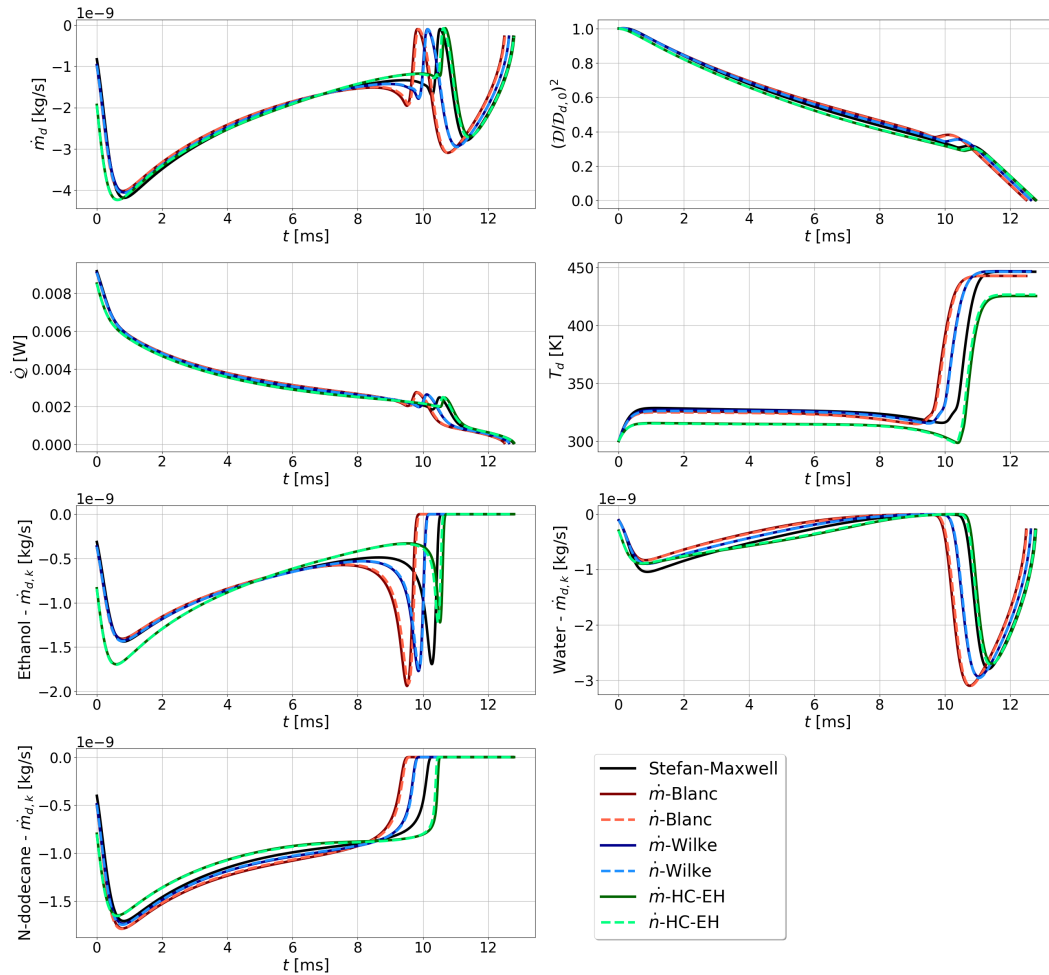 1e−9
0
−1
−2
−3
−4
ṁ_d [kg/s]
0 2 4 6 8 10 12
t [ms]
1.0
0.8
0.6
0.4
0.2
0.0
(D/D_{d,0})^2
0 2 4 6 8 10 12
t [ms]
0.008
0.006
0.004
0.002
0.000
Q̇ [W]
0 2 4 6 8 10 12
t [ms]
450
400
350
300
T_d [K]
0 2 4 6 8 10 12
t [ms]
1e−9
0.0
−0.5
−1.0
−1.5
−2.0
Ethanol - ṁ_{d,k} [kg/s]
0 2 4 6 8 10 12
t [ms]
1e−9
0
−1
−2
−3
Water - ṁ_{d,k} [kg/s]
0 2 4 6 8 10 12
t [ms]
1e−9
0.0
−0.5
−1.0
−1.5
N-dodecane - ṁ_{d,k} [kg/s]
0 2 4 6 8 10 12
t [ms]
Stefan-Maxwell
ṁ-Blanc
ṅ-Blanc
ṁ-Wilke
ṅ-Wilke
ṁ-HC-EH
ṅ-HC-EH